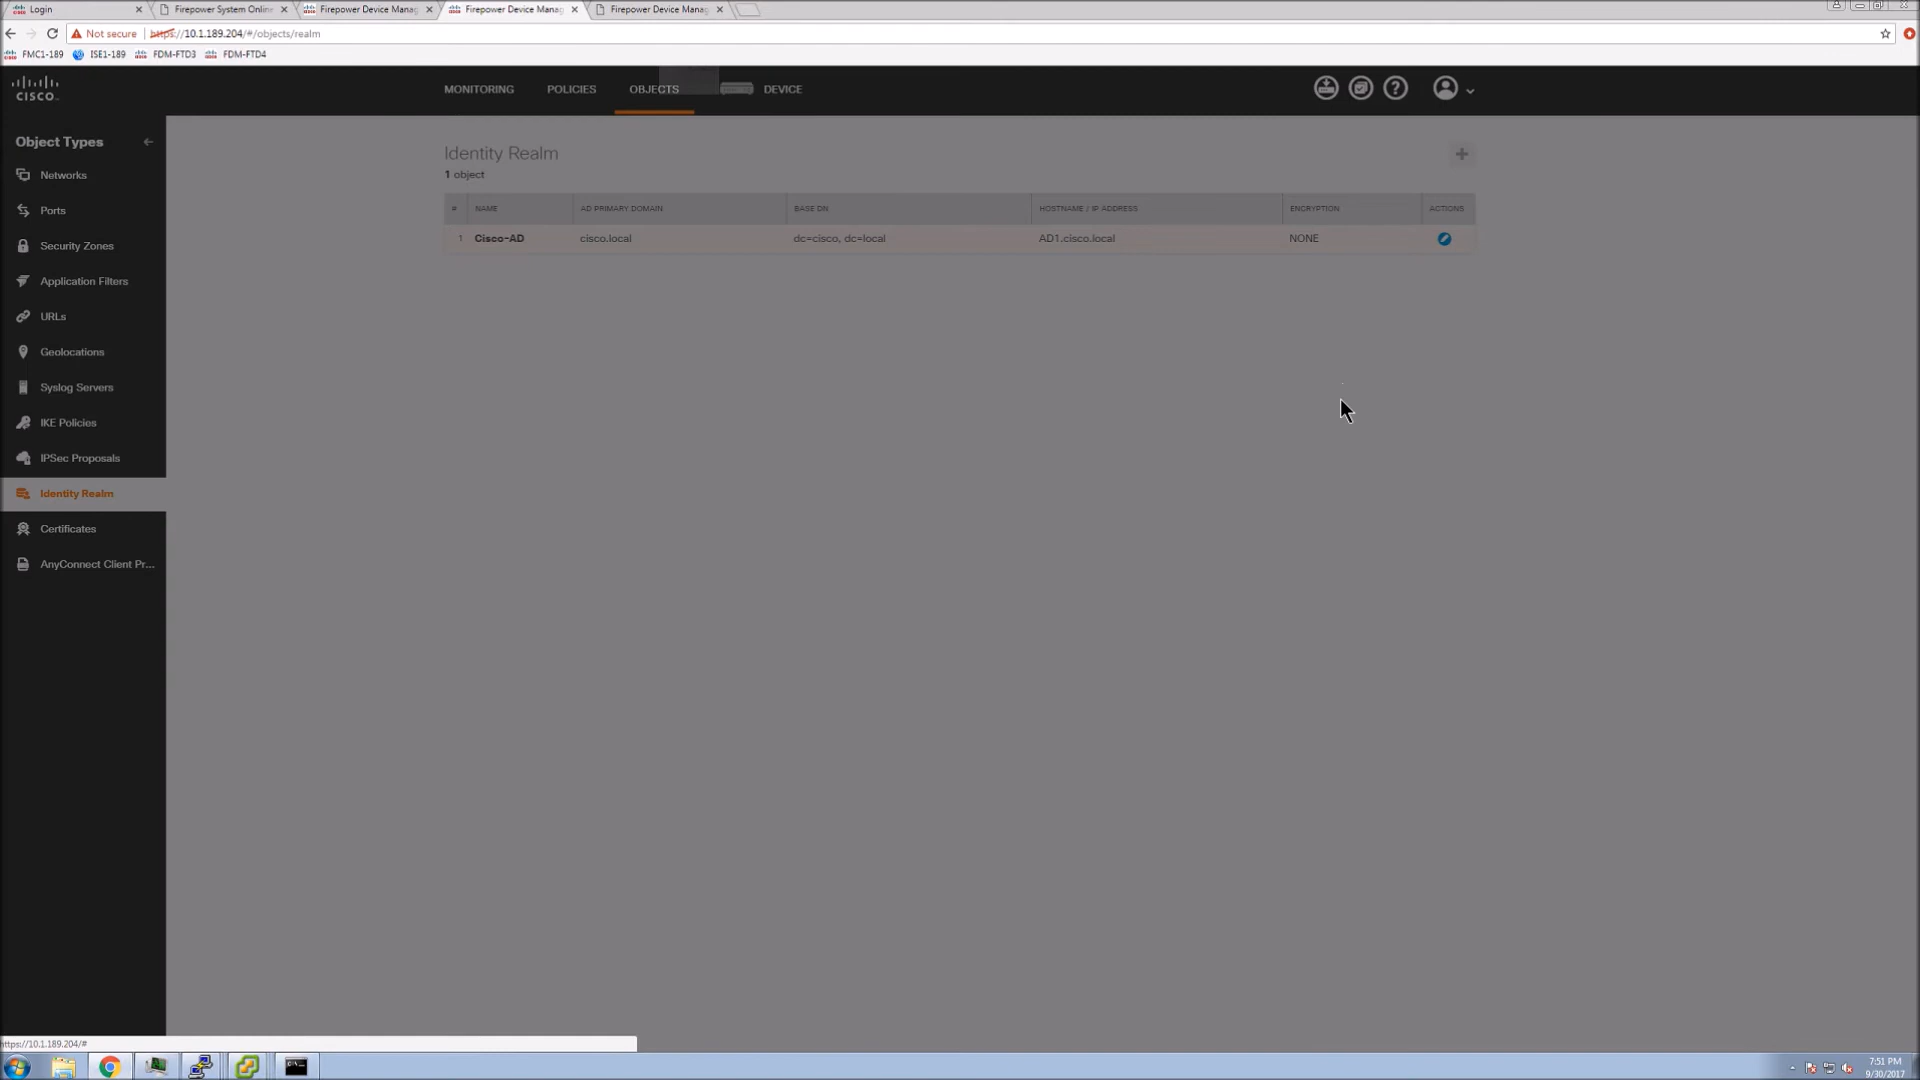 Login
Firepower System Onlin
Firepower Device Manag
Firepower Device Manag
Firepower Device Manag
Not secure
https://10.1.189.204/#/objects/realm
FMC1-189
ISE1-189
FDM-FTD3
FDM-FTD4
CISCO
MONITORING
POLICIES
OBJECTS
DEVICE
Object Types
Networks
Ports
Security Zones
Application Filters
URLs
Geolocations
Syslog Servers
IKE Policies
IPSec Proposals
Identity Realm
Certificates
AnyConnect Client Pr...
Identity Realm
1 object
# NAME AD PRIMARY DOMAIN BASE DN HOSTNAME / IP ADDRESS ENCRYPTION ACTIONS
1 Cisco-AD cisco.local dc=cisco, dc=local AD1.cisco.local NONE
https://10.1.189.204/#
7:51 PM
9/30/2017